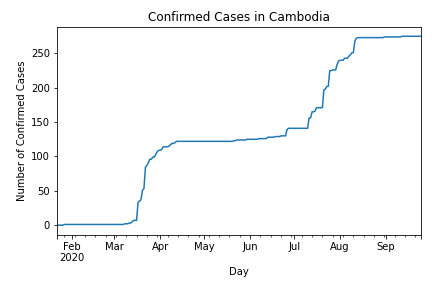 Confirmed Cases in Cambodia
Number of Confirmed Cases
250
200
150
100
50
0
Feb Mar Apr May Jun Jul Aug Sep
2020
Day